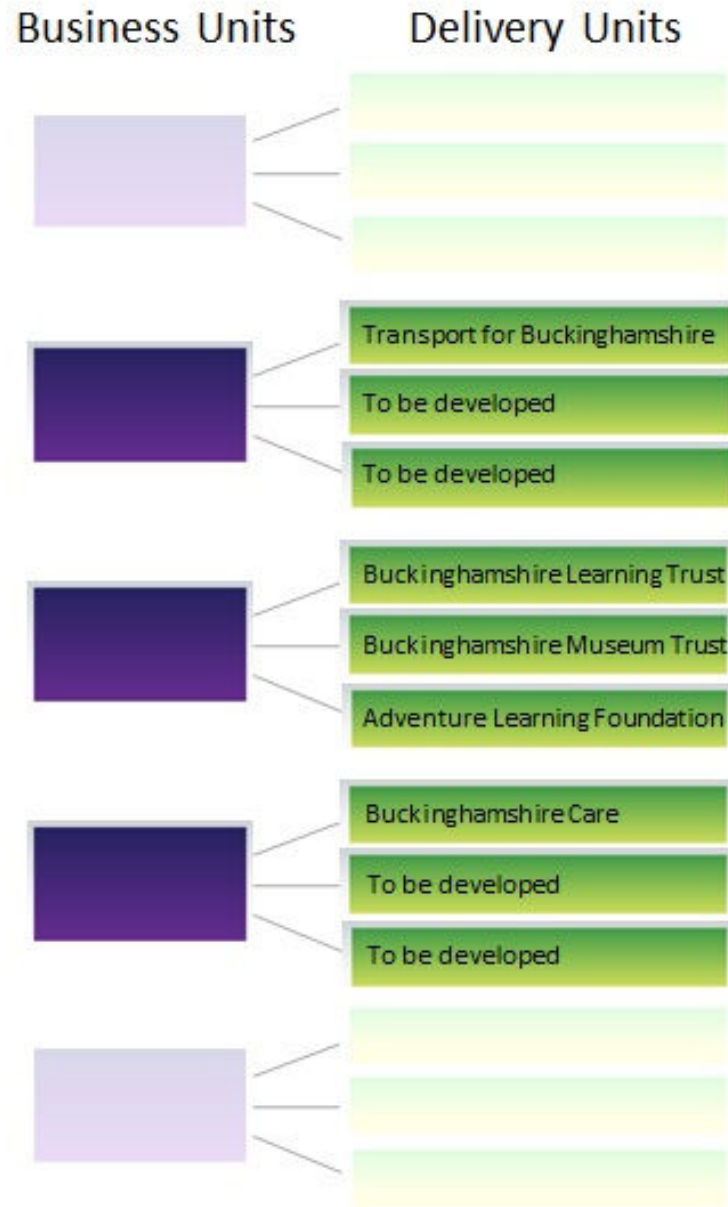 Business Units
Delivery Units
Transport for Buckinghamshire
To be developed
To be developed
Buckinghamshire Learning Trust
Buckinghamshire Museum Trust
Adventure Learning Foundation
Buckinghamshire Care
To be developed
To be developed